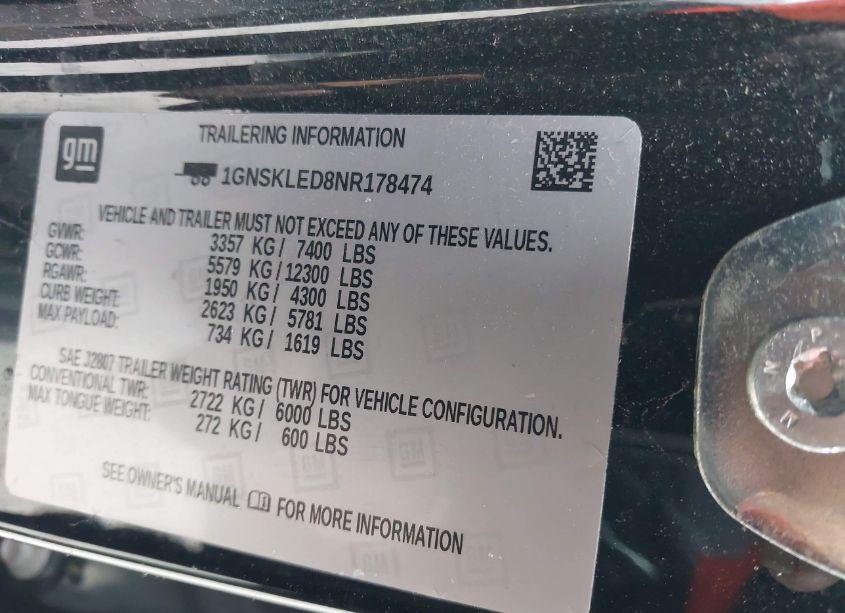 gm
TRAILERING INFORMATION
1GNSKLED8NR178474
VEHICLE AND TRAILER MUST NOT EXCEED ANY OF THESE VALUES.
GVWR: 3357 KG/ 7400 LBS
GCWR: 5579 KG/12300 LBS
RGAWR: 1950 KG/ 4300 LBS
CURB WEIGHT: 2623 KG/ 5781 LBS
MAX PAYLOAD: 734 KG/ 1619 LBS
SAE J2807 TRAILER WEIGHT RATING (TWR) FOR VEHICLE CONFIGURATION.
CONVENTIONAL TWR: 2722 KG/ 6000 LBS
MAX TONGUE WEIGHT: 272 KG/ 600 LBS
SEE OWNER'S MANUAL FOR MORE INFORMATION